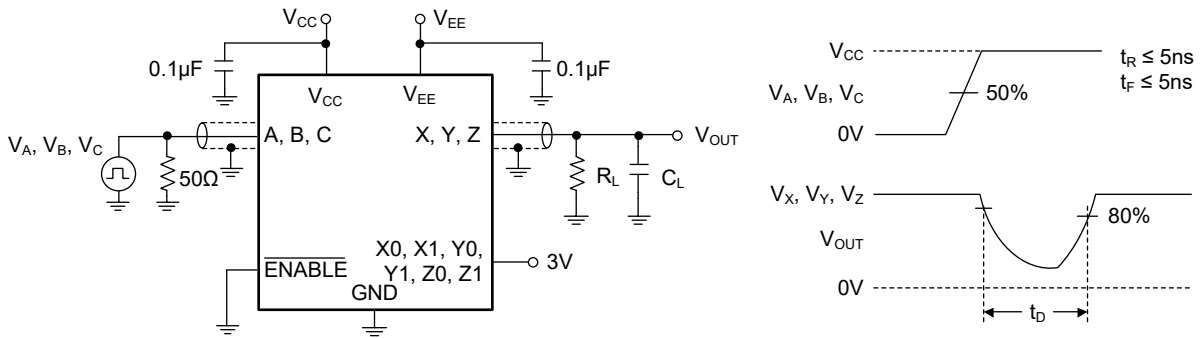 V_CC
V_EE
0.1µF
0.1µF
V_CC
V_EE
V_A, V_B, V_C
A, B, C
X, Y, Z
V_OUT
50Ω
R_L
C_L
ENABLE
X0, X1, Y0,
Y1, Z0, Z1
3V
GND
V_CC
t_R ≤ 5ns
t_F ≤ 5ns
V_A, V_B, V_C
50%
0V
V_X, V_Y, V_Z
80%
V_OUT
0V
t_D